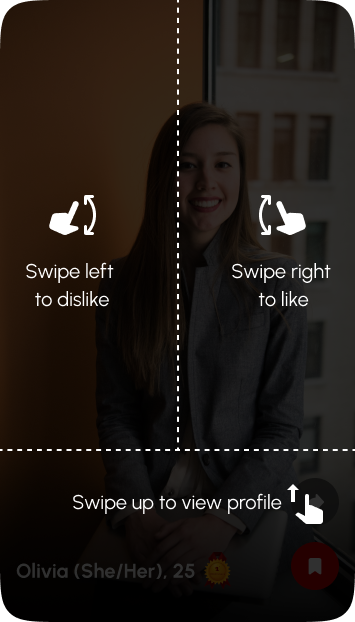 Swipe left
to dislike
Swipe right
to like
Swipe up to view profile
Olivia (She/Her), 25